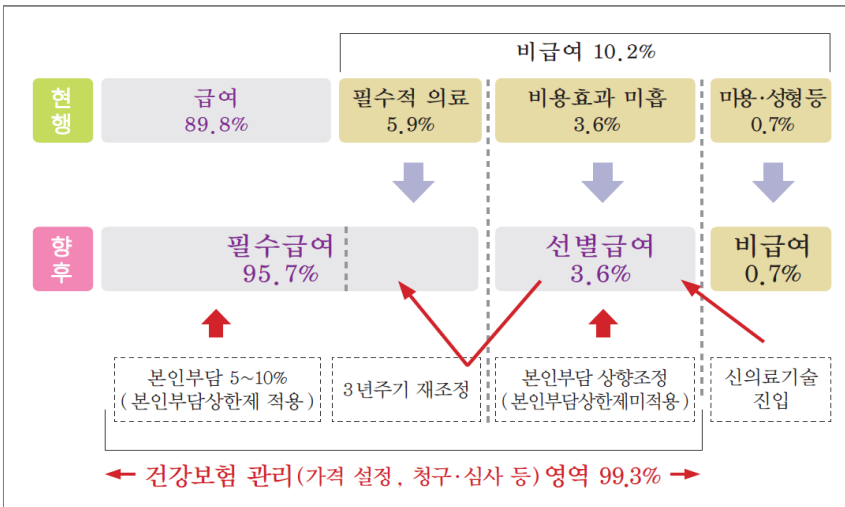 비급여 10.2%
현행
급여
89.8%
필수적 의료
5.9%
비용효과 미흡
3.6%
미용·성형 등
0.7%
향후
필수급여
95.7%
선별급여
3.6%
비급여
0.7%
본인부담 5~10%
(본인부담상한제 적용)
3년주기 재조정
본인부담 상향조정
(본인부담상한제미적용)
신의료기술
진입
건강보험 관리(가격 설정, 청구·심사 등) 영역 99.3%